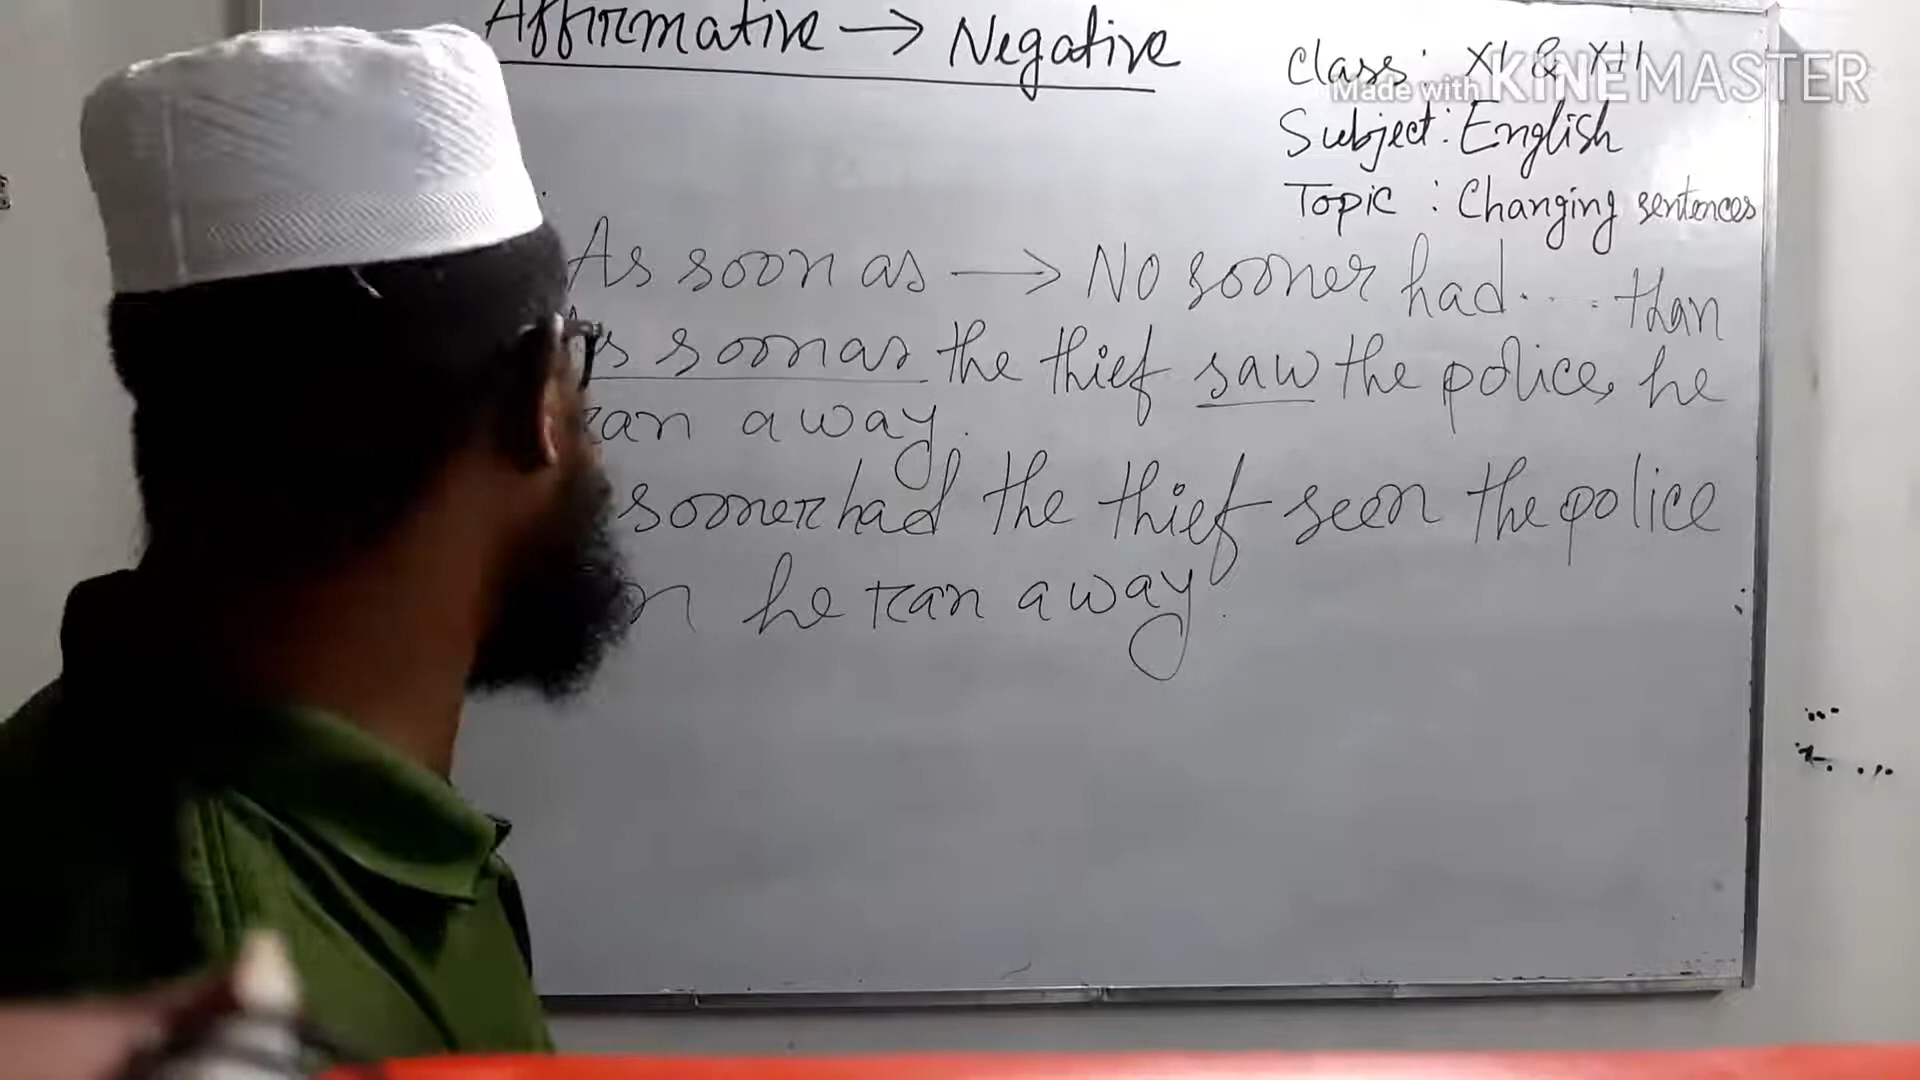 Affirmative → Negative
Class: XI & XII
Made with KINEMASTER
Subject: English
Topic : Changing sentences
As soon as → No sooner had.... than
As soon as the thief saw the police, he
ran away.
sooner had the thief seen the police
he ran away.